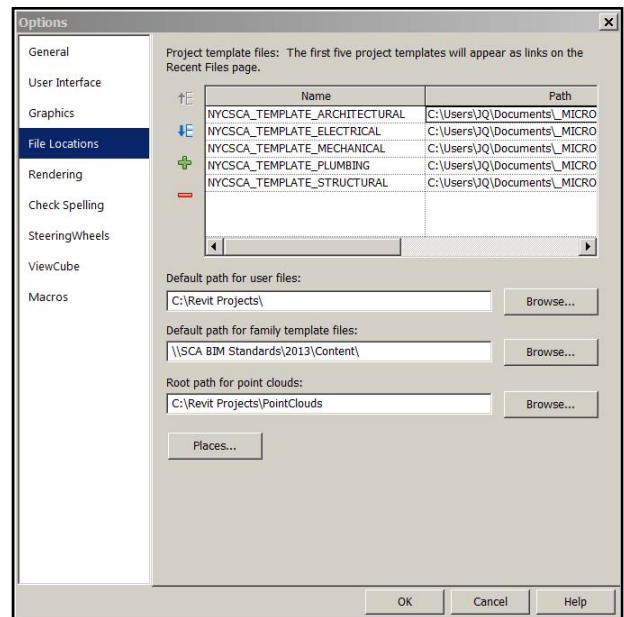 Options
General
User Interface
Graphics
File Locations
Rendering
Check Spelling
SteeringWheels
ViewCube
Macros
Project template files: The first five project templates will appear as links on the
Recent Files page.
Name Path
NYCSCA_TEMPLATE_ARCHITECTURAL C:\Users\JQ\Documents\_MICRO
NYCSCA_TEMPLATE_ELECTRICAL C:\Users\JQ\Documents\_MICRO
NYCSCA_TEMPLATE_MECHANICAL C:\Users\JQ\Documents\_MICRO
NYCSCA_TEMPLATE_PLUMBING C:\Users\JQ\Documents\_MICRO
NYCSCA_TEMPLATE_STRUCTURAL C:\Users\JQ\Documents\_MICRO
Default path for user files:
C:\Revit Projects\ Browse...
Default path for family template files:
\\SCA BIM Standards\2013\Content\ Browse...
Root path for point clouds:
C:\Revit Projects\PointClouds Browse...
Places...
OK Cancel Help